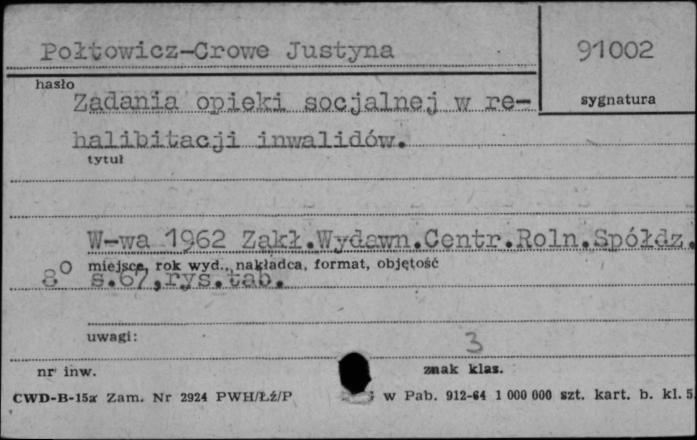 Połtowicz-Crowe Justyna 91002
hasło
Zadania opieki socjalnej w re- sygnatura
halibitacji inwalidów.
tytuł
W-wa 1962 Zakł.Wydawn.Centr.Roln.Spółdz.
miejsce, rok wyd., nakładca, format, objętość
8° s.67,rys.tab.
uwagi: 3
nr inw. znak klas.
CWD-B-15a Zam. Nr 2924 PWH/Łź/P w Pab. 912-64 1 000 000 szt. kart. b. kl. 5